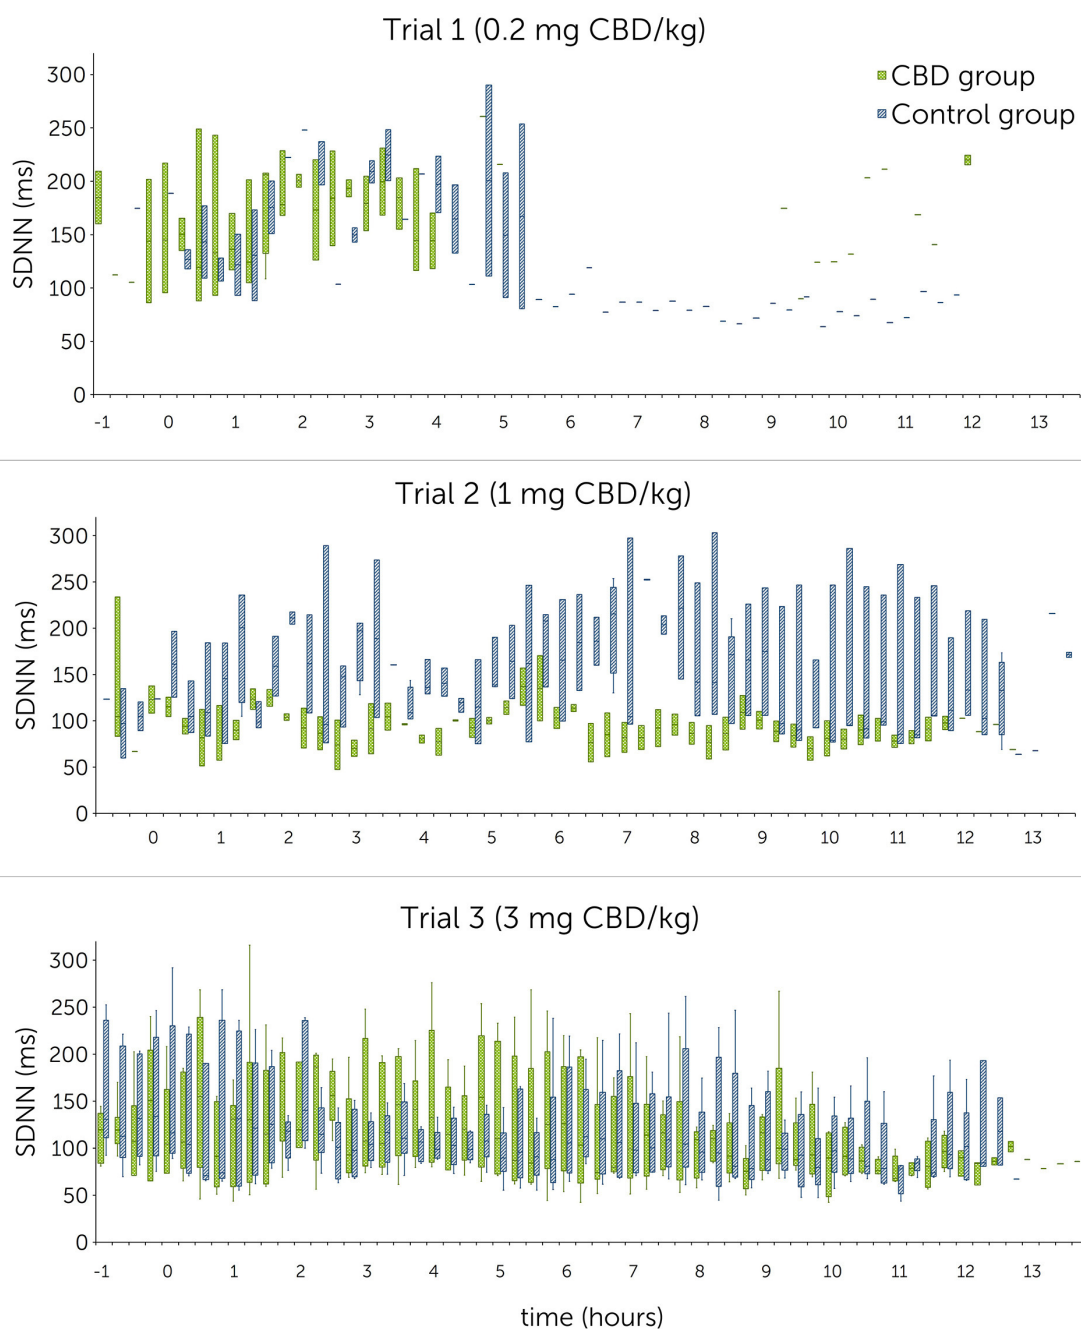 Trial 1 (0.2 mg CBD/kg)
CBD group
Control group
SDNN (ms)
300
250
200
150
100
50
0
-1 0 1 2 3 4 5 6 7 8 9 10 11 12 13
Trial 2 (1 mg CBD/kg)
SDNN (ms)
300
250
200
150
100
50
0
0 1 2 3 4 5 6 7 8 9 10 11 12 13
Trial 3 (3 mg CBD/kg)
SDNN (ms)
300
250
200
150
100
50
0
-1 0 1 2 3 4 5 6 7 8 9 10 11 12 13
time (hours)